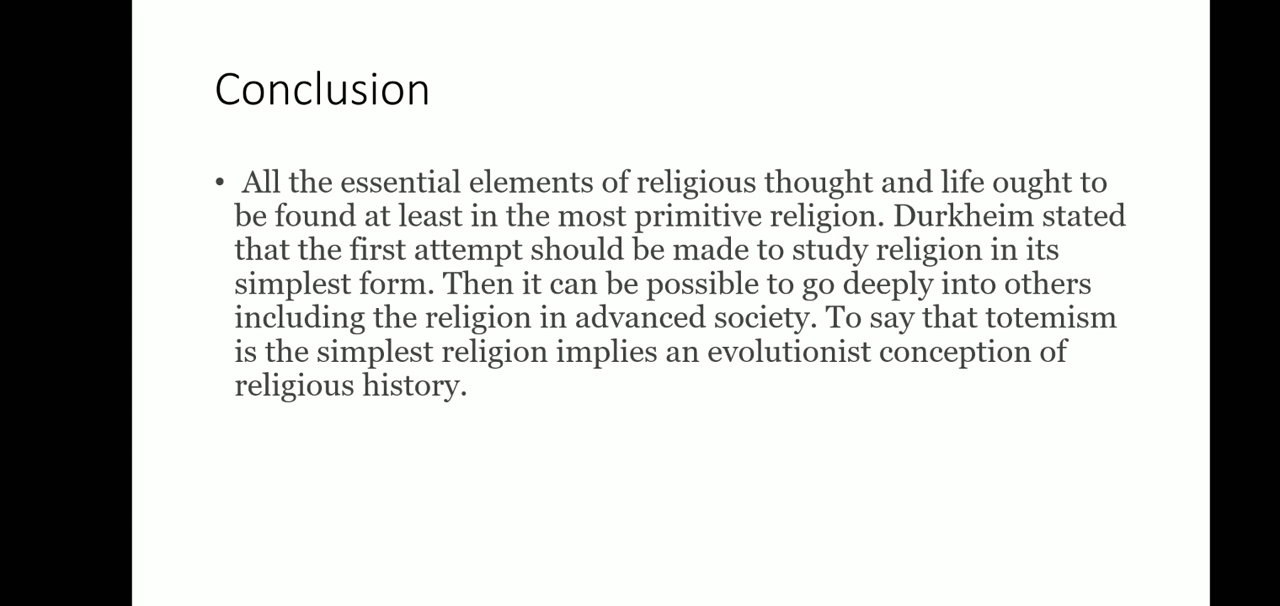 Conclusion
• All the essential elements of religious thought and life ought to
be found at least in the most primitive religion. Durkheim stated
that the first attempt should be made to study religion in its
simplest form. Then it can be possible to go deeply into others
including the religion in advanced society. To say that totemism
is the simplest religion implies an evolutionist conception of
religious history.